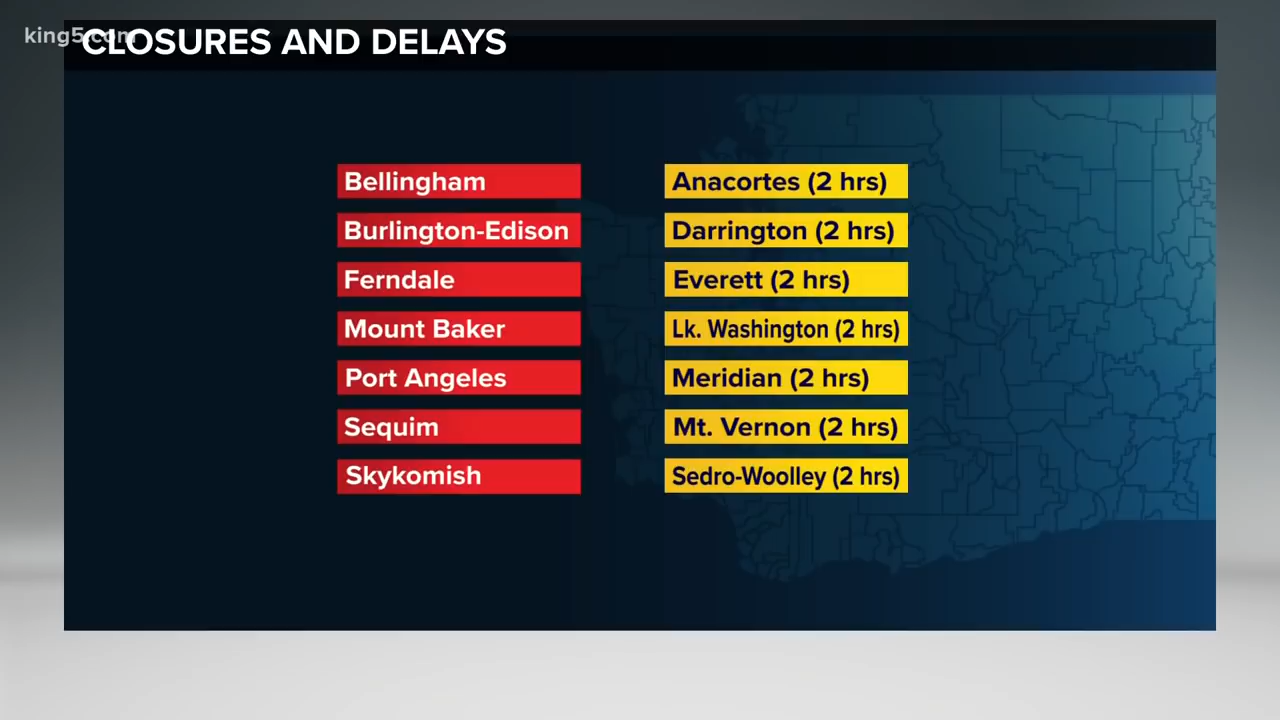 king5.com
CLOSURES AND DELAYS
Bellingham
Burlington-Edison
Ferndale
Mount Baker
Port Angeles
Sequim
Skykomish
Anacortes (2 hrs)
Darrington (2 hrs)
Everett (2 hrs)
Lk. Washington (2 hrs)
Meridian (2 hrs)
Mt. Vernon (2 hrs)
Sedro-Woolley (2 hrs)